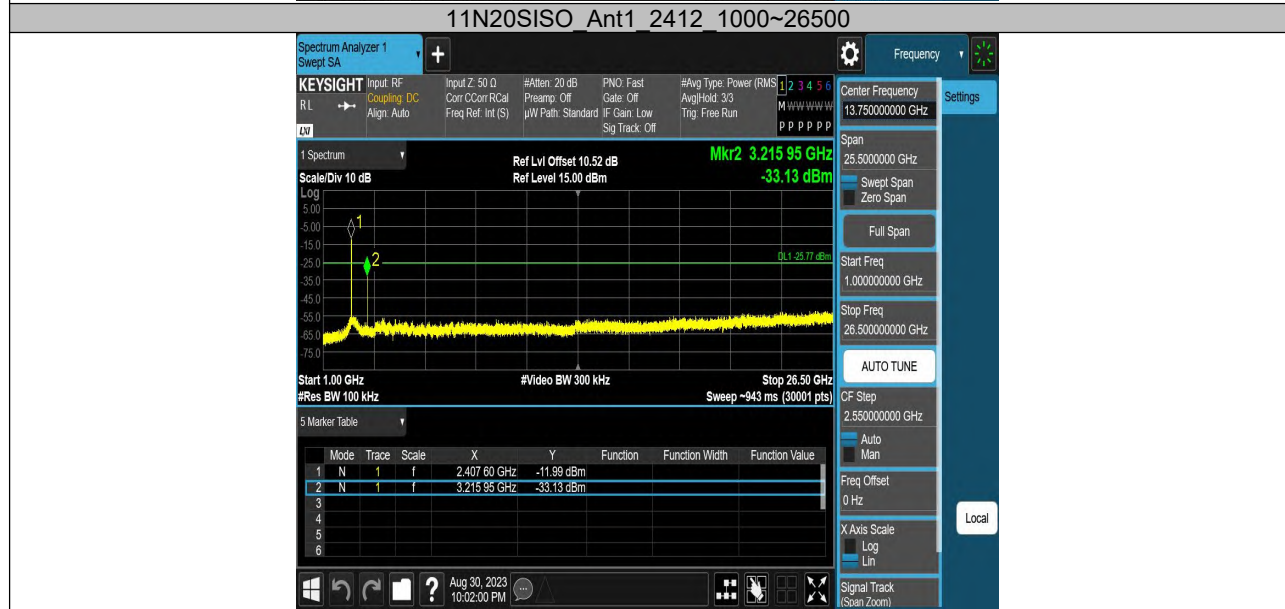 11N20SISO_Ant1_2412_1000~26500
Spectrum Analyzer 1
Swept SA
+
Frequency
KEYSIGHT
RL
LXI
Input: RF
Coupling: DC
Align: Auto
Input Z: 50 Ω
Corr CCorr RCal
Freq Ref: Int (S)
#Atten: 20 dB
Preamp: Off
µW Path: Standard
PNO: Fast
Gate: Off
IF Gain: Low
Sig Track: Off
#Avg Type: Power (RMS
Avg|Hold: 3/3
Trig: Free Run
1 2 3 4 5 6
M W W W W W
P P P P P P
1 Spectrum
Scale/Div 10 dB
Ref Lvl Offset 10.52 dB
Ref Level 15.00 dBm
Mkr2 3.215 95 GHz
-33.13 dBm
Log
5.00
-5.00
-15.0
-25.0
-35.0
-45.0
-55.0
-65.0
-75.0
1
2
DL1 -25.77 dBm
Start 1.00 GHz
#Res BW 100 kHz
#Video BW 300 kHz
Stop 26.50 GHz
Sweep ~943 ms (30001 pts)
5 Marker Table
Mode Trace Scale X Y Function Function Width Function Value
1 N 1 f 2.407 60 GHz -11.99 dBm
2 N 1 f 3.215 95 GHz -33.13 dBm
3
4
5
6
?
Aug 30, 2023
10:02:00 PM
Center Frequency
13.750000000 GHz
Settings
Span
25.5000000 GHz
Swept Span
Zero Span
Full Span
Start Freq
1.000000000 GHz
Stop Freq
26.500000000 GHz
AUTO TUNE
CF Step
2.550000000 GHz
Auto
Man
Freq Offset
0 Hz
X Axis Scale
Log
Lin
Local
Signal Track
(Span Zoom)